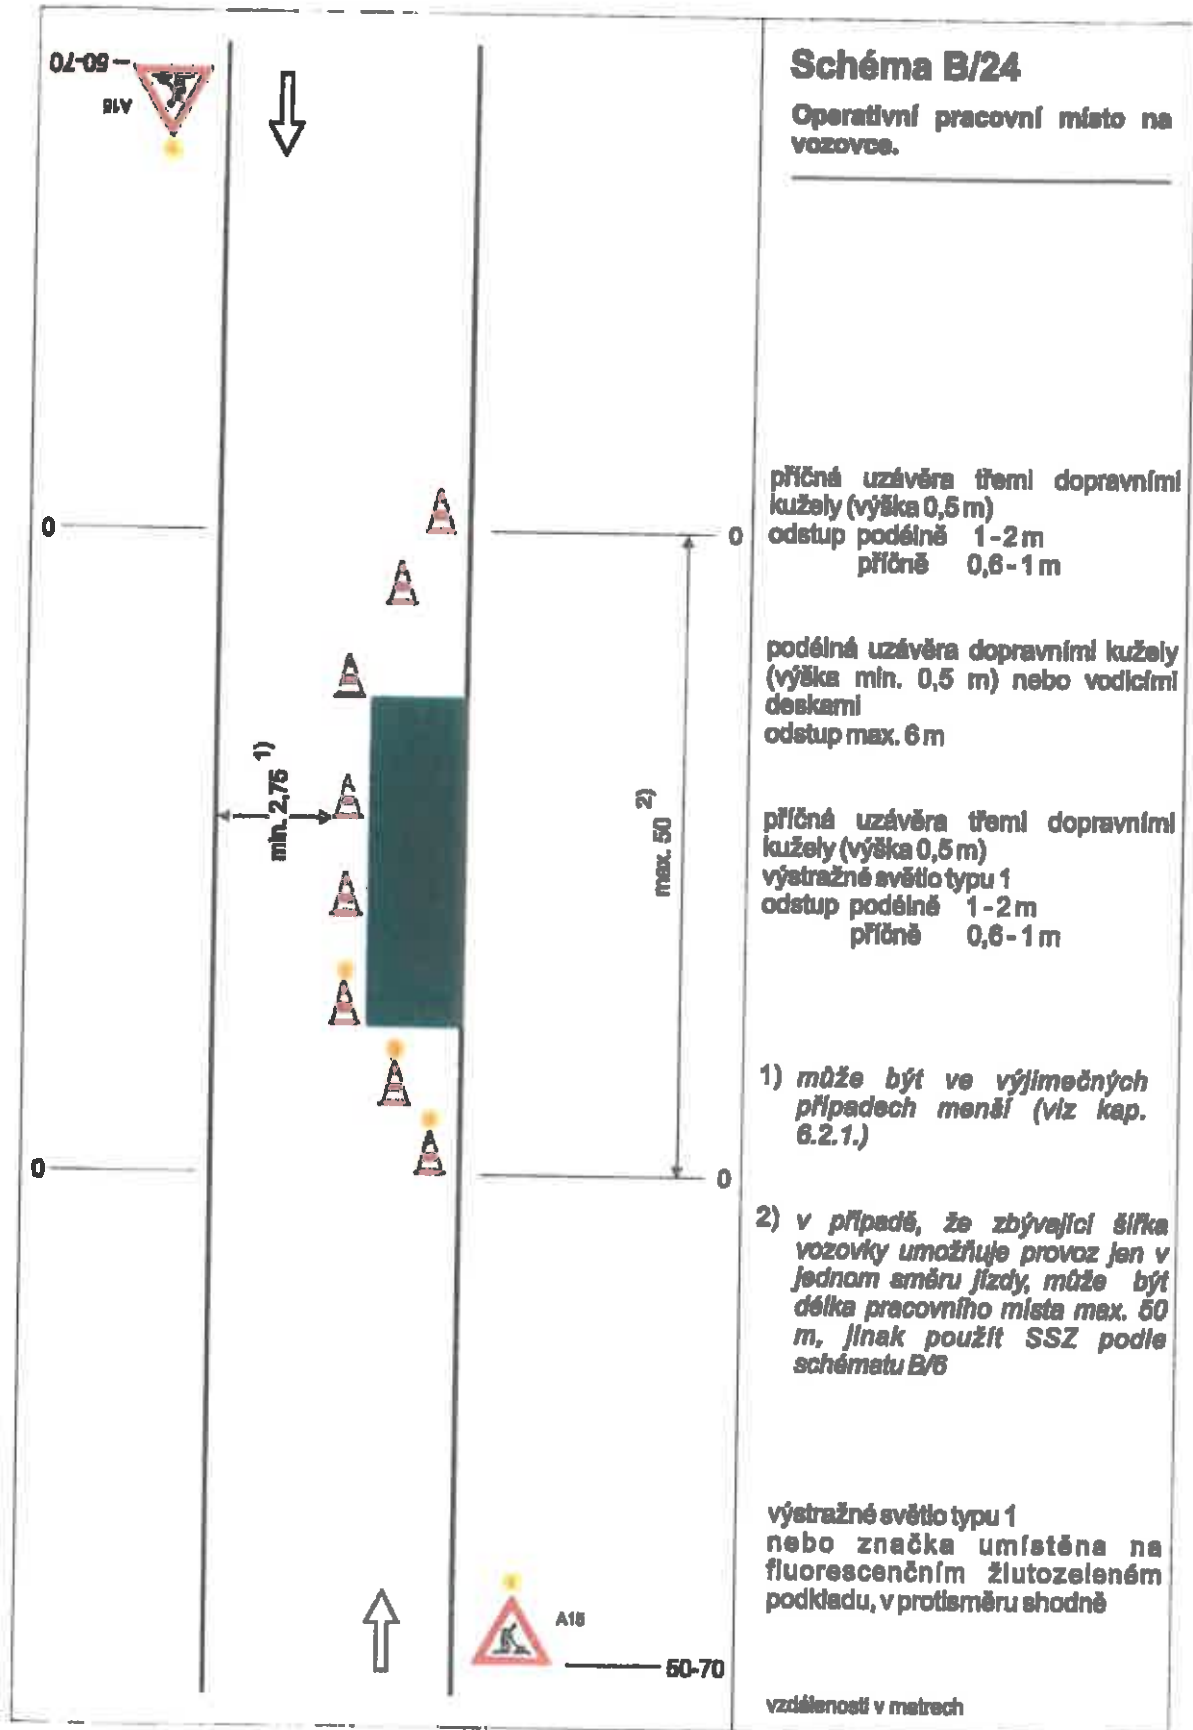 Schéma B/24
Operativní pracovní místo na
vozovce.
50-70
A15
0
0
příčná uzávěra třemi dopravními
kužely (výška 0,5 m)
odstup podélně 1-2 m
příčně 0,6-1 m
podélná uzávěra dopravními kužely
(výška min. 0,5 m) nebo vodicími
deskami
odstup max. 6 m
min. 2,75 1)
max. 50 2)
příčná uzávěra třemi dopravními
kužely (výška 0,5 m)
výstražné světlo typu 1
odstup podélně 1-2 m
příčně 0,6-1 m
1) může být ve výjimečných
případech menší (viz kap.
6.2.1.)
0
0
2) v případě, že zbývající šířka
vozovky umožňuje provoz jen v
jednom směru jízdy, může být
délka pracovního místa max. 50
m, jinak použít SSZ podle
schématu B/6
výstražné světlo typu 1
nebo značka umístěna na
fluorescenčním žlutozeleném
podkladu, v protisměru shodně
A15
50-70
vzdálenosti v metrech